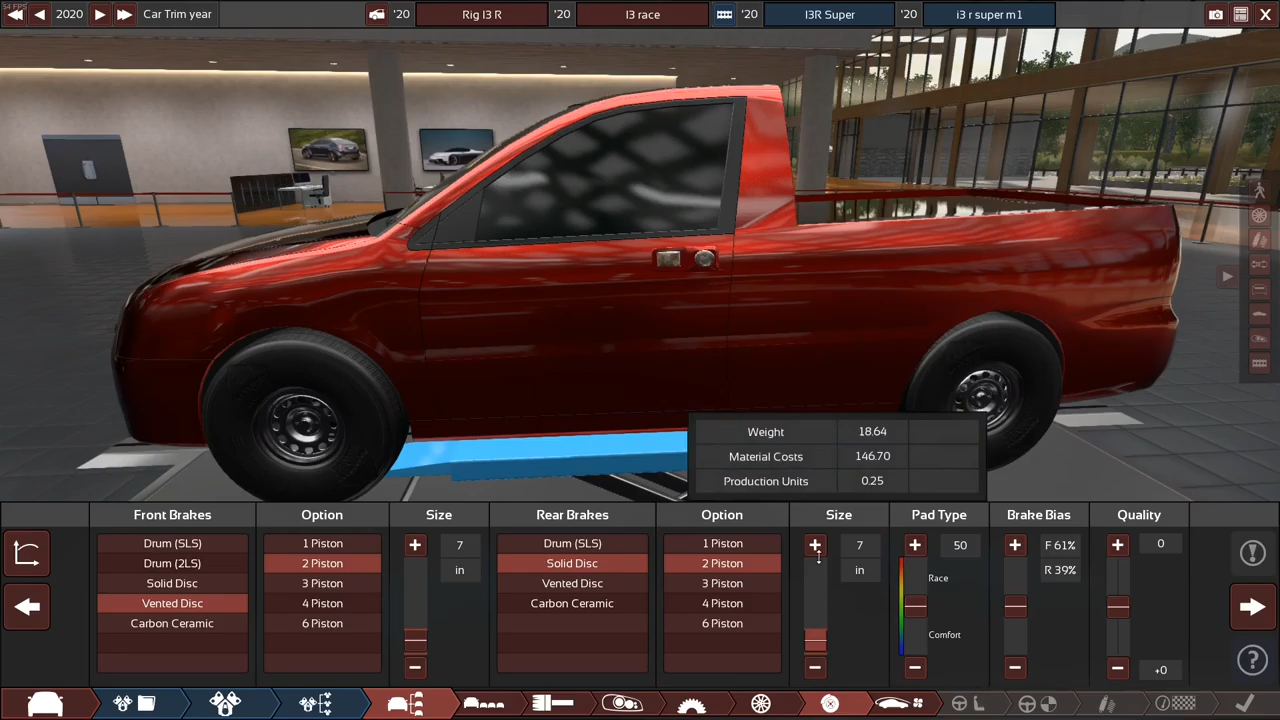 2020 Car Trim year '20 Rig I3 R '20 I3 race '20 I3R Super '20 i3 r super m 1
Weight 18.64
Material Costs 146.70
Production Units 0.25
Front Brakes Option Size Rear Brakes Option Size Pad Type Brake Bias Quality
Drum (SLS) 1 Piston 7 Drum (SLS) 1 Piston 7 50 F 61% 0
Drum (2LS) 2 Piston in Solid Disc 2 Piston in Race R 39%
Solid Disc 3 Piston Vented Disc 3 Piston
Vented Disc 4 Piston Carbon Ceramic 4 Piston
Carbon Ceramic 6 Piston 6 Piston Comfort
+0